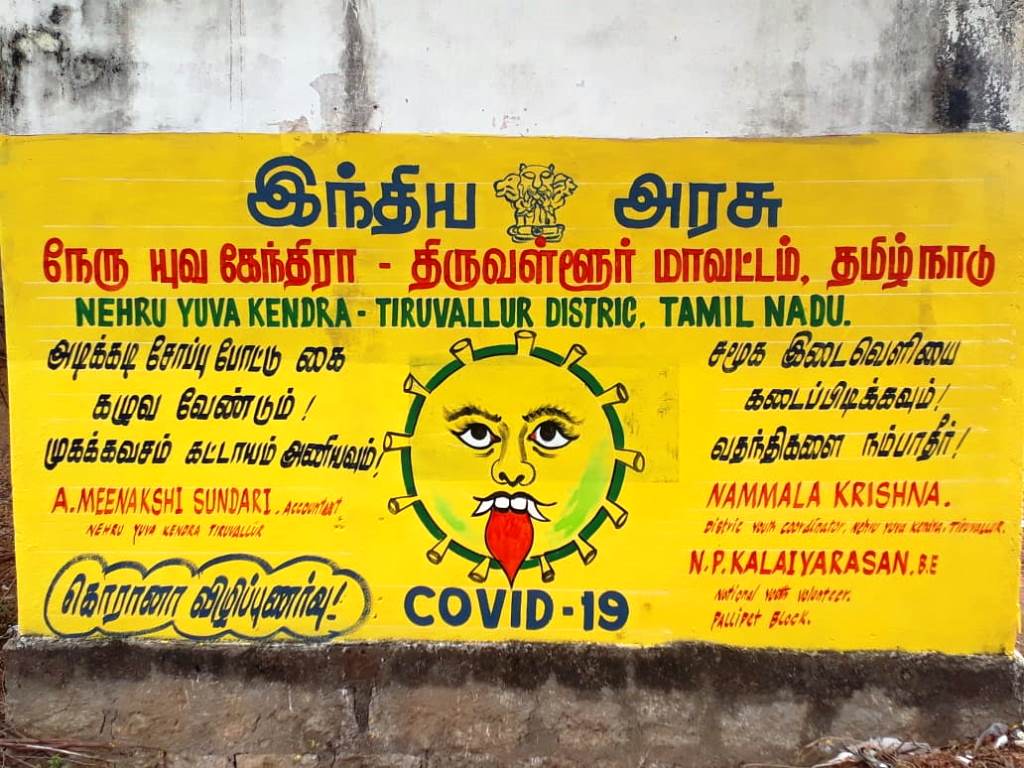 இந்திய அரசு
நேரு யுவ கேந்திரா - திருவள்ளூர் மாவட்டம், தமிழ்நாடு
NEHRU YUVA KENDRA - TIRUVALLUR DISTRIC, TAMIL NADU.
அடிக்கடி சோப்பு போட்டு கை
கழுவ வேண்டும் !
முகக்கவசம் கட்டாயம் அணியவும்!
A. MEENAKSHI SUNDARI. Accountant
NEHRU YUVA KENDRA TIRUVALLUR
கொரானா விழிப்புணர்வு!
COVID-19
சமூக இடைவெளியை
கடைப்பிடிக்கவும்!
வதந்திகளை நம்பாதீர்!
NAMMALA KRISHNA.
Distric youth coordinator, Nehru yuva kendra, Tiruvallur.
N.P. KALAIYARASAN. B.E
National youth volunteer.
Pallipet Block.